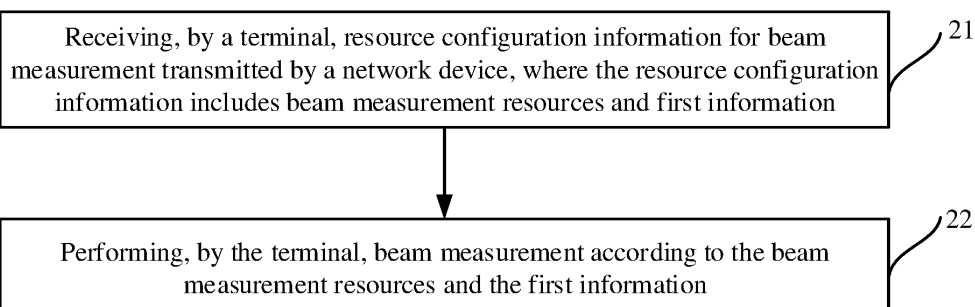 Receiving, by a terminal, resource configuration information for beam
measurement transmitted by a network device, where the resource configuration
information includes beam measurement resources and first information
21
Performing, by the terminal, beam measurement according to the beam
measurement resources and the first information
22